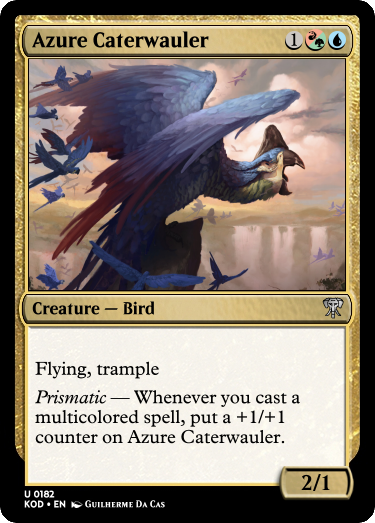 Azure Caterwauler
1
Creature — Bird
Flying, trample
Prismatic — Whenever you cast a
multicolored spell, put a +1/+1
counter on Azure Caterwauler.
2/1
U 0182
KOD • EN Guilherme Da Cas